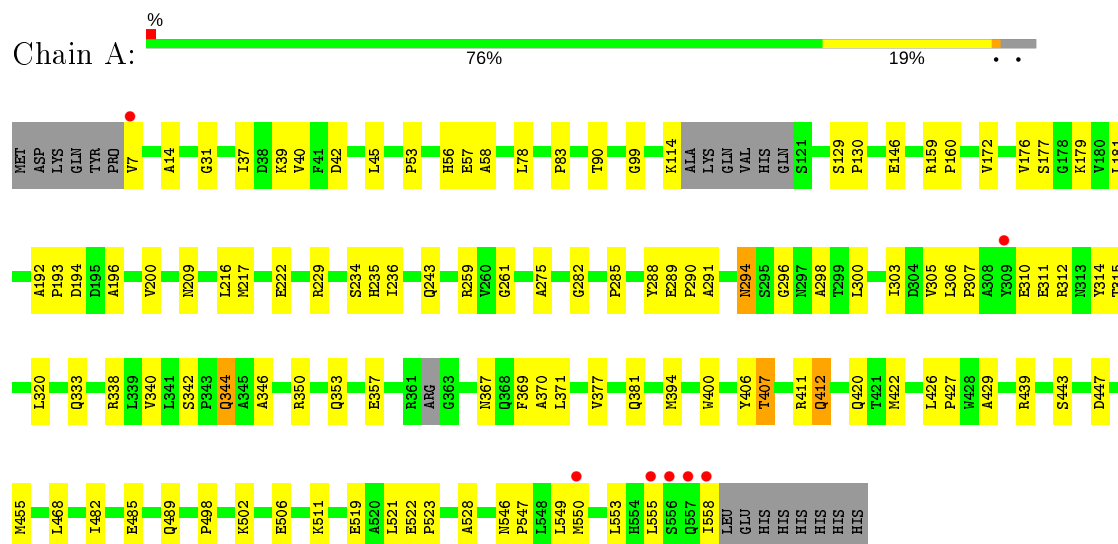 %
Chain A:
76% 19% • •
MET ASP LYS GLN TYR PRO V7 A14 G31 I37 D38 K39 V40 F41 D42 L45 P53 H56 E57 A58 L78 P83 T90 G99 K114 ALA LYS GLN VAL HIS GLN S121 S129 P130 E146 R159 P160 V172 V176 S177 G178 K179 V180 L181
A192 P193 D194 D195 A196 V200 N209 L216 M217 E222 R229 S234 H235 I236 Q243 R259 V260 G261 A275 G282 P285 Y288 E289 P290 A291 N294 S295 G296 N297 A298 T299 L300 I303 D304 V305 L306 P307 A308 Y309 E310 E311 R312 N313 Y314 T315
L320 Q333 R338 L339 V340 L341 S342 P343 Q344 A345 A346 R350 Q353 E357 R361 ARG G363 N367 Q368 F369 A370 L371 V377 Q381 M394 W400 Y406 T407 R411 Q412 Q420 T421 M422 L426 P427 W428 A429 R439 S443 D447
M455 L468 I482 E485 Q489 P498 K502 E506 K511 E519 A520 L521 E522 P523 A528 N546 P547 L548 L549 M550 L553 H554 L555 S556 Q557 I558 LEU GLU HIS HIS HIS HIS HIS HIS